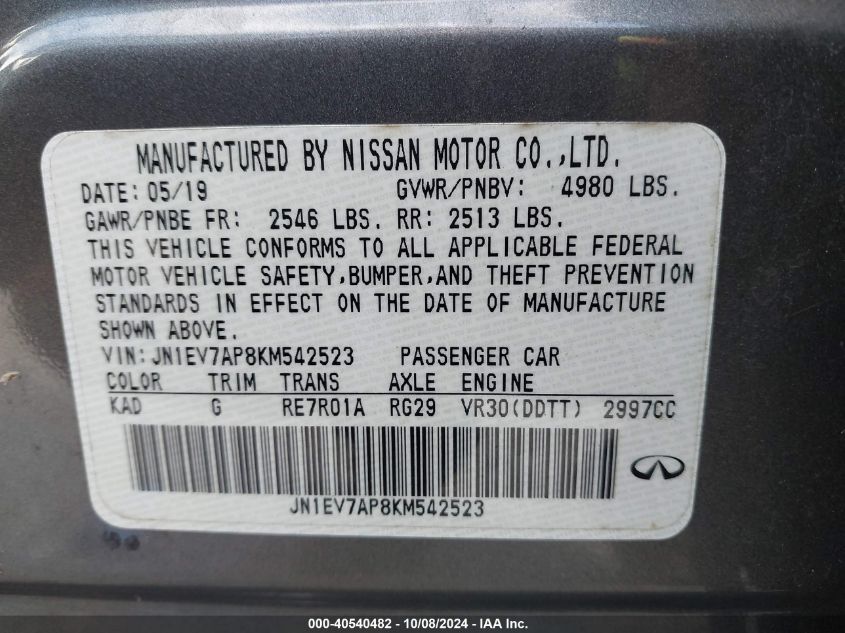 MANUFACTURED BY NISSAN MOTOR CO.,LTD.
DATE: 05/19 GVWR/PNBV: 4980 LBS.
GAWR/PNBE FR: 2546 LBS. RR: 2513 LBS.
THIS VEHICLE CONFORMS TO ALL APPLICABLE FEDERAL
MOTOR VEHICLE SAFETY,BUMPER,AND THEFT PREVENTION
STANDARDS IN EFFECT ON THE DATE OF MANUFACTURE
SHOWN ABOVE.
VIN: JN1EV7AP8KM542523 PASSENGER CAR
COLOR TRIM TRANS AXLE ENGINE
KAD G RE7R01A RG29 VR30(DDTT) 2997CC
JN1EV7AP8KM542523
000-40540482 - 10/08/2024 - IAA Inc.